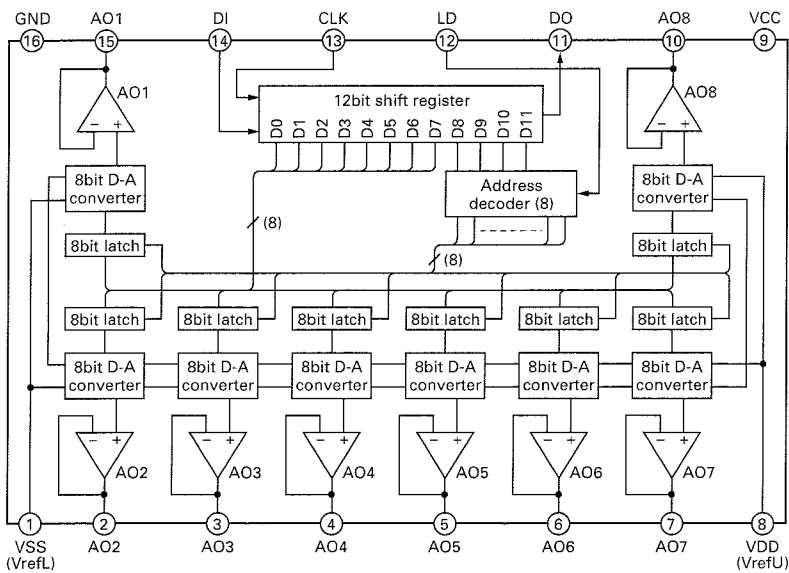 GND AO1 DI CLK LD DO AO8 VCC
16 15 14 13 12 11 10 9
AO1 AO8
12bit shift register
D0 D1 D2 D3 D4 D5 D6 D7 D8 D9 D10 D11
− + − +
8bit D-A
converter
Address
decoder (8)
8bit D-A
converter
(8)
8bit latch 8bit latch
(8)
8bit latch 8bit latch 8bit latch 8bit latch 8bit latch 8bit latch
8bit D-A 8bit D-A 8bit D-A 8bit D-A 8bit D-A 8bit D-A
converter converter converter converter converter converter
− + − + − + − + − + − +
AO2 AO3 AO4 AO5 AO6 AO7
1 2 3 4 5 6 7 8
VSS AO2 AO3 AO4 AO5 AO6 AO7 VDD
(VrefL) (VrefU)